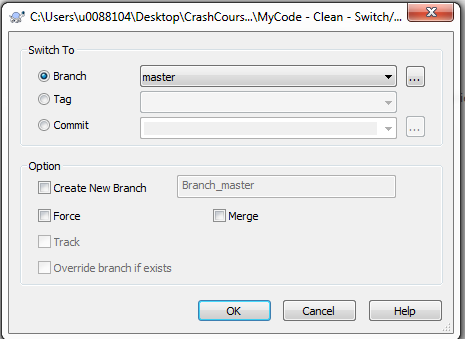 C:\Users\u0088104\Desktop\CrashCours...\MyCode - Clean - Switch/...
Switch To
Branch master ...
Tag
Commit ...
Option
Create New Branch Branch_master
Force Merge
Track
Override branch if exists
OK Cancel Help